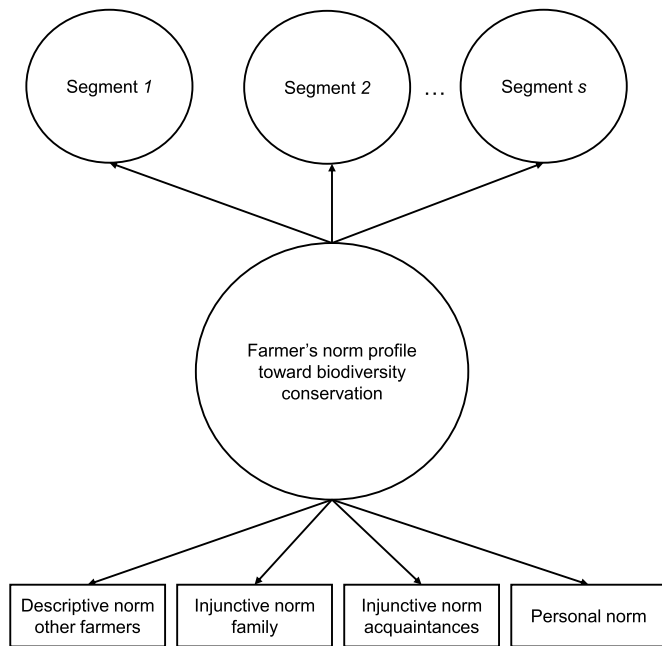 Segment 1
Segment 2
...
Segment s
Farmer's norm profile
toward biodiversity
conservation
Descriptive norm
other farmers
Injunctive norm
family
Injunctive norm
acquaintances
Personal norm